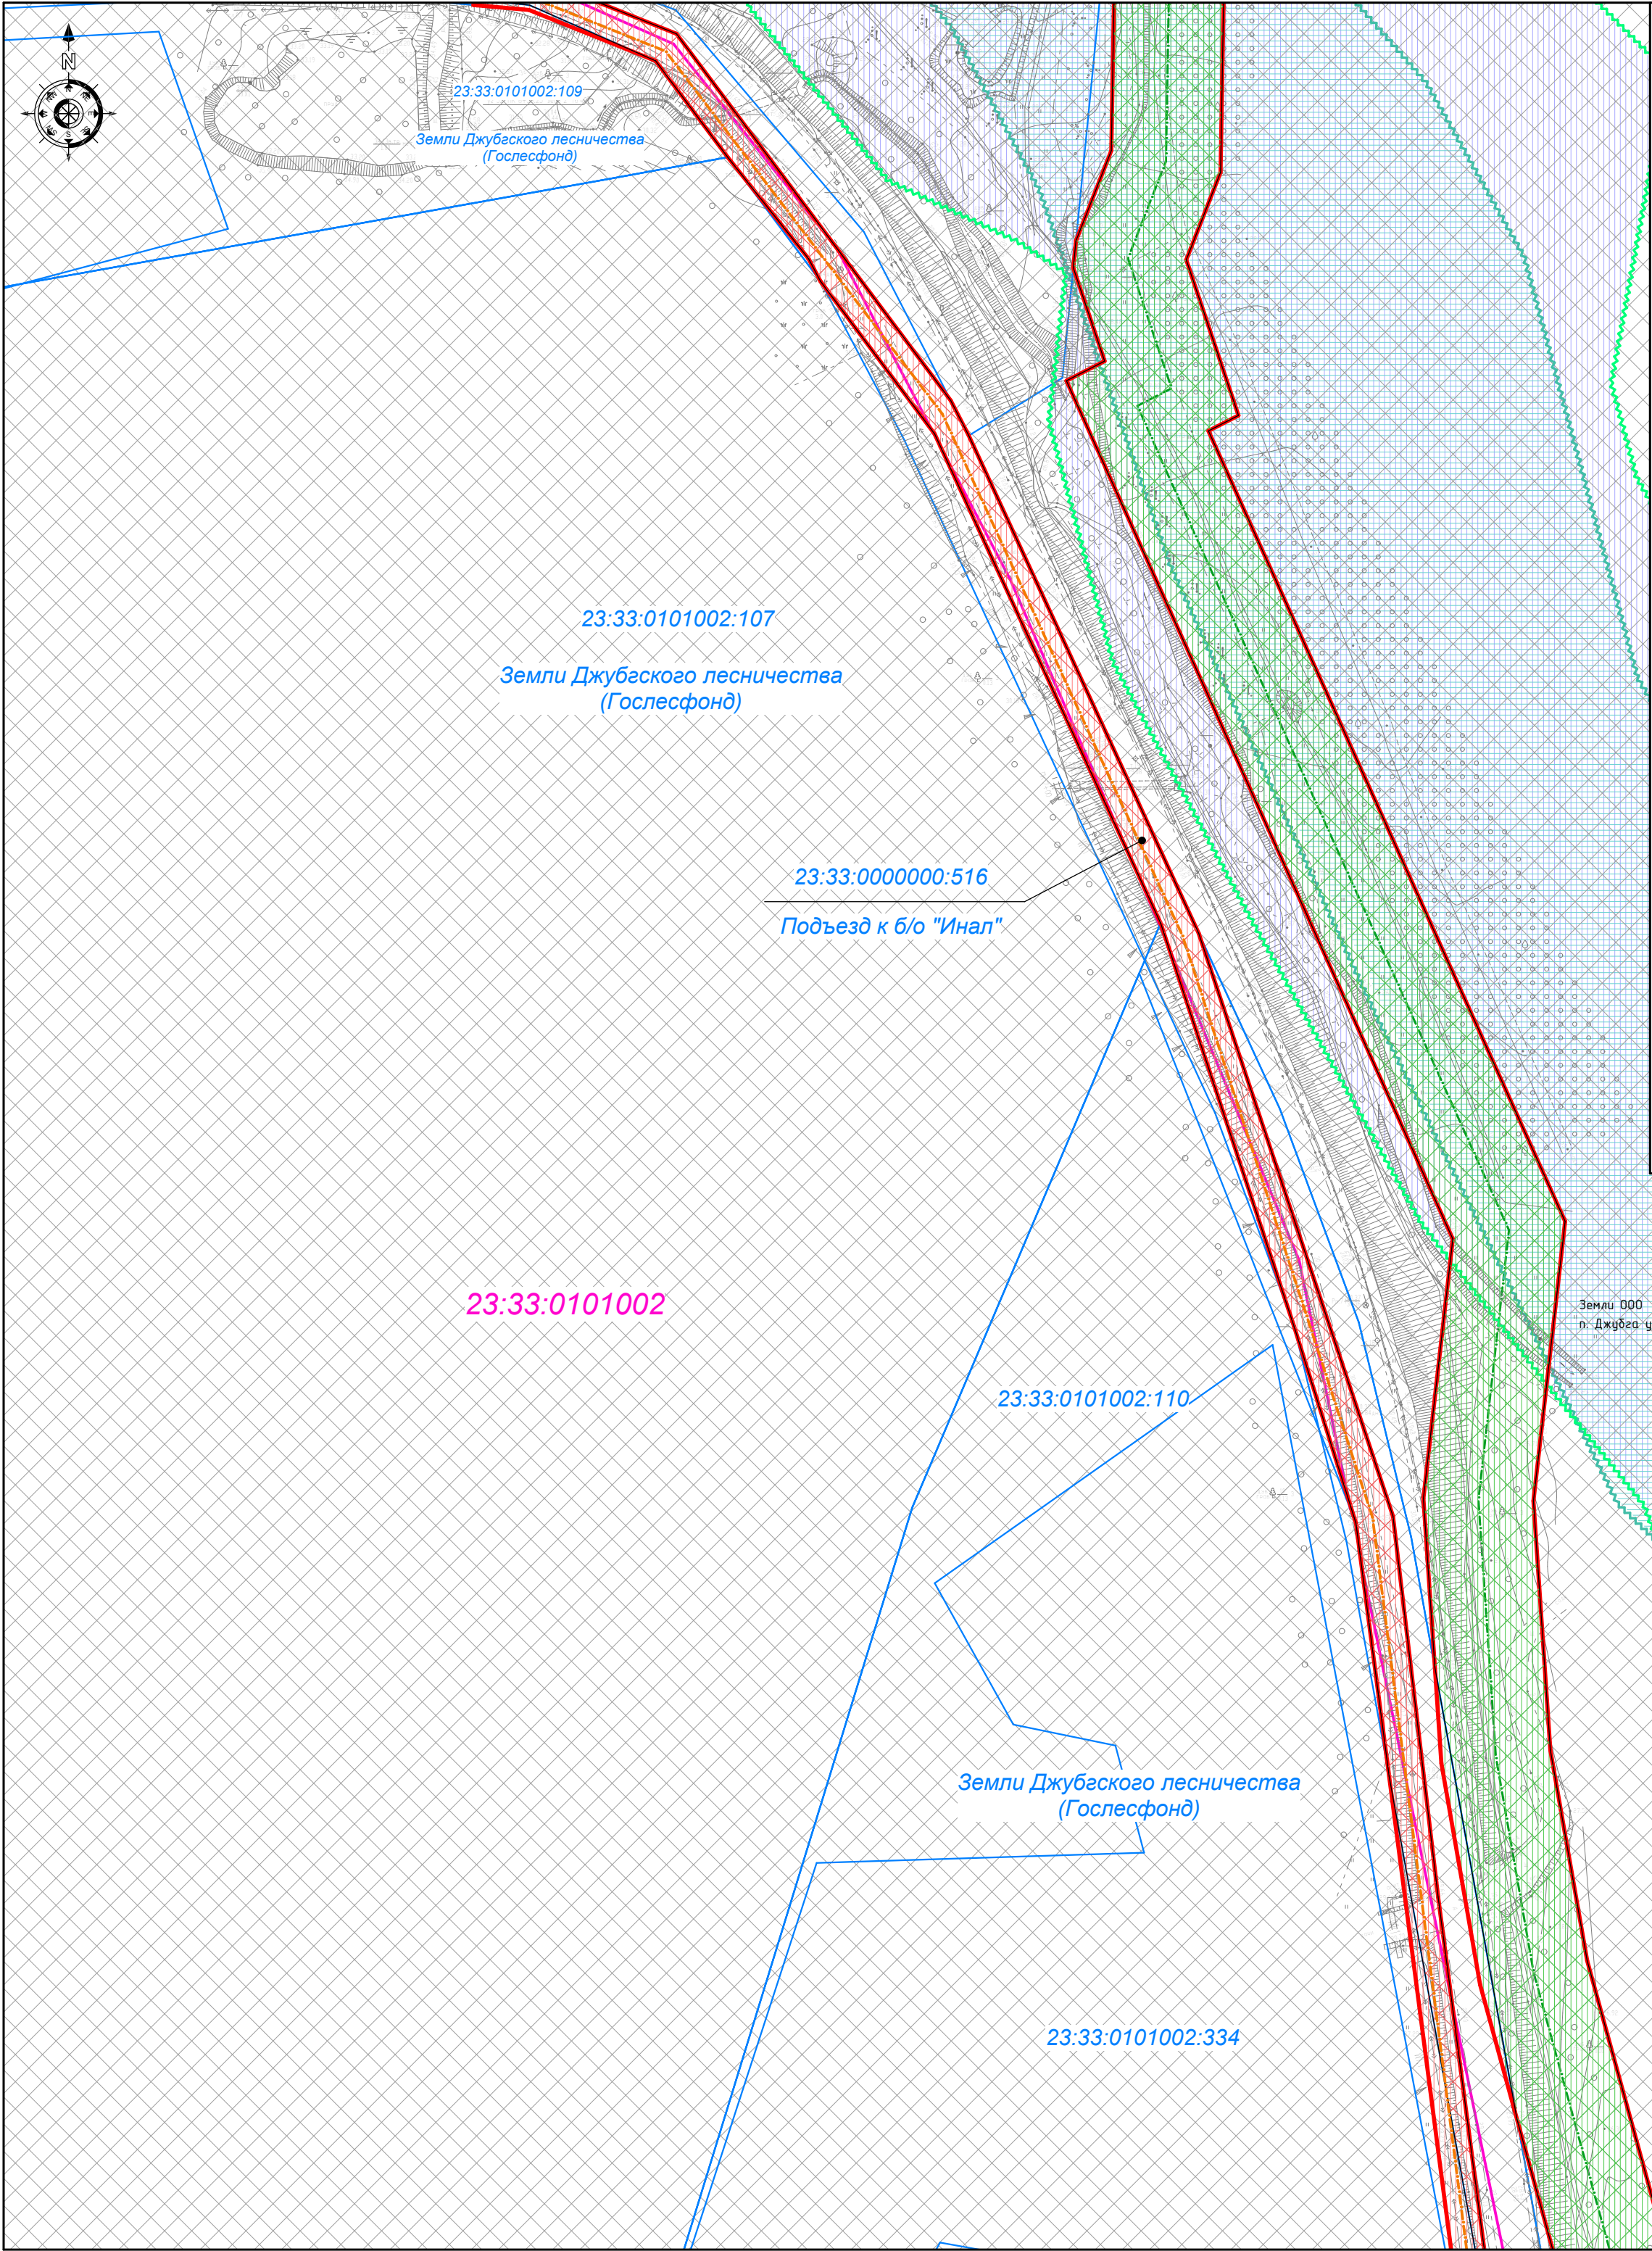 N
23:33:0101002:109
Земли Джубгского лесничества
(Гослесфонд)
23:33:0101002:107
Земли Джубгского лесничества
(Гослесфонд)
23:33:0000000:516
Подъезд к б/о "Инал"
23:33:0101002
Земли ООО
п. Джубга у
23:33:0101002:110
Земли Джубгского лесничества
(Гослесфонд)
23:33:0101002:334